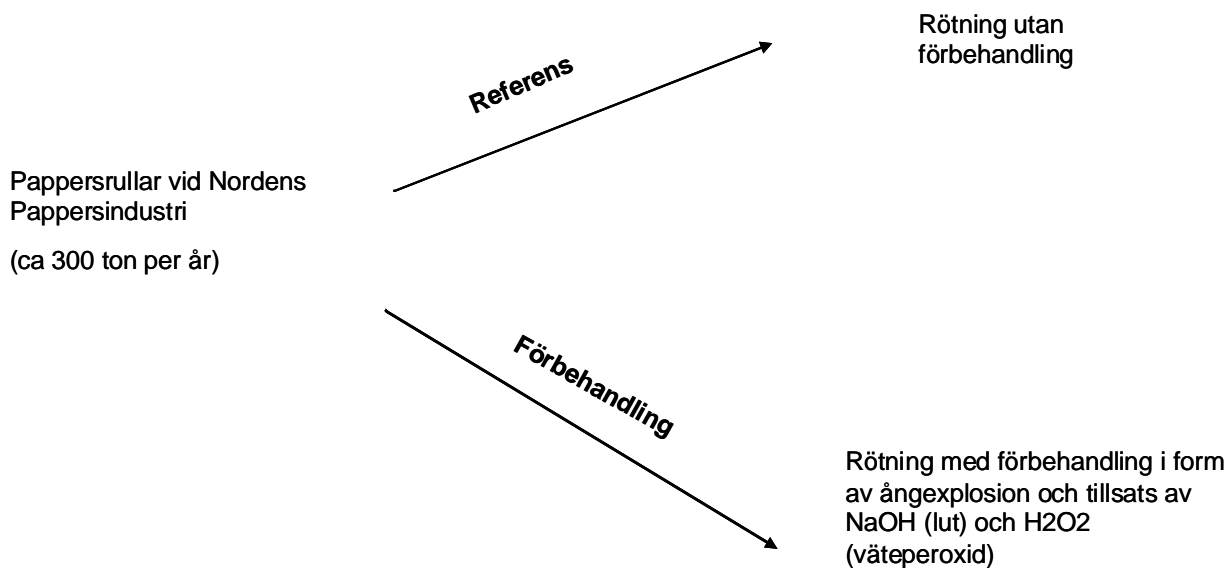 Rötning utan
förbehandling
Referens
Pappersrullar vid Nordens
Pappersindustri
(ca 300 ton per år)
Förbehandling
Rötning med förbehandling i form
av ångexplosion och tillsats av
NaOH (lut) och H2O2
(väteperoxid)